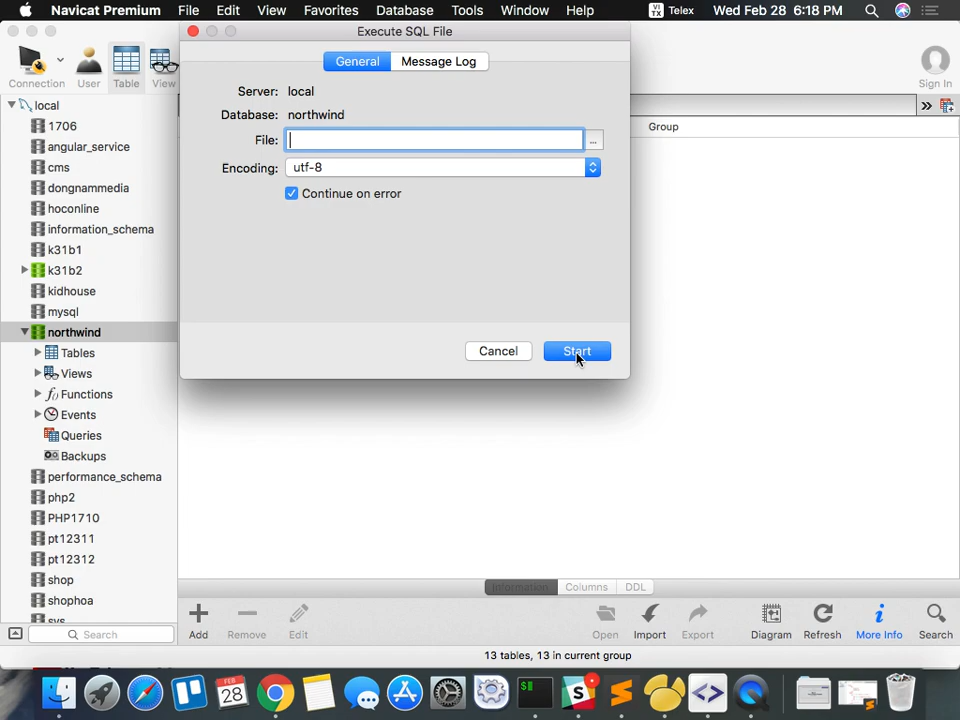 Navicat Premium File Edit View Favorites Database Tools Window Help VI TX Telex Wed Feb 28 6:18 PM
Execute SQL File
Connection User Table View Sign In
General Message Log
Server: local
Database: northwind
File: ...
Encoding: utf-8
Continue on error
Cancel Start
Group
local
1706
angular_service
cms
dongnammedia
hoconline
information_schema
k31b1
k31b2
kidhouse
mysql
northwind
Tables
Views
Functions
Events
Queries
Backups
performance_schema
php2
PHP1710
pt12311
pt12312
shop
shophoa
Search
Information Columns DDL
Add Remove Edit Open Import Export Diagram Refresh More Info Search
13 tables, 13 in current group
FEB
28